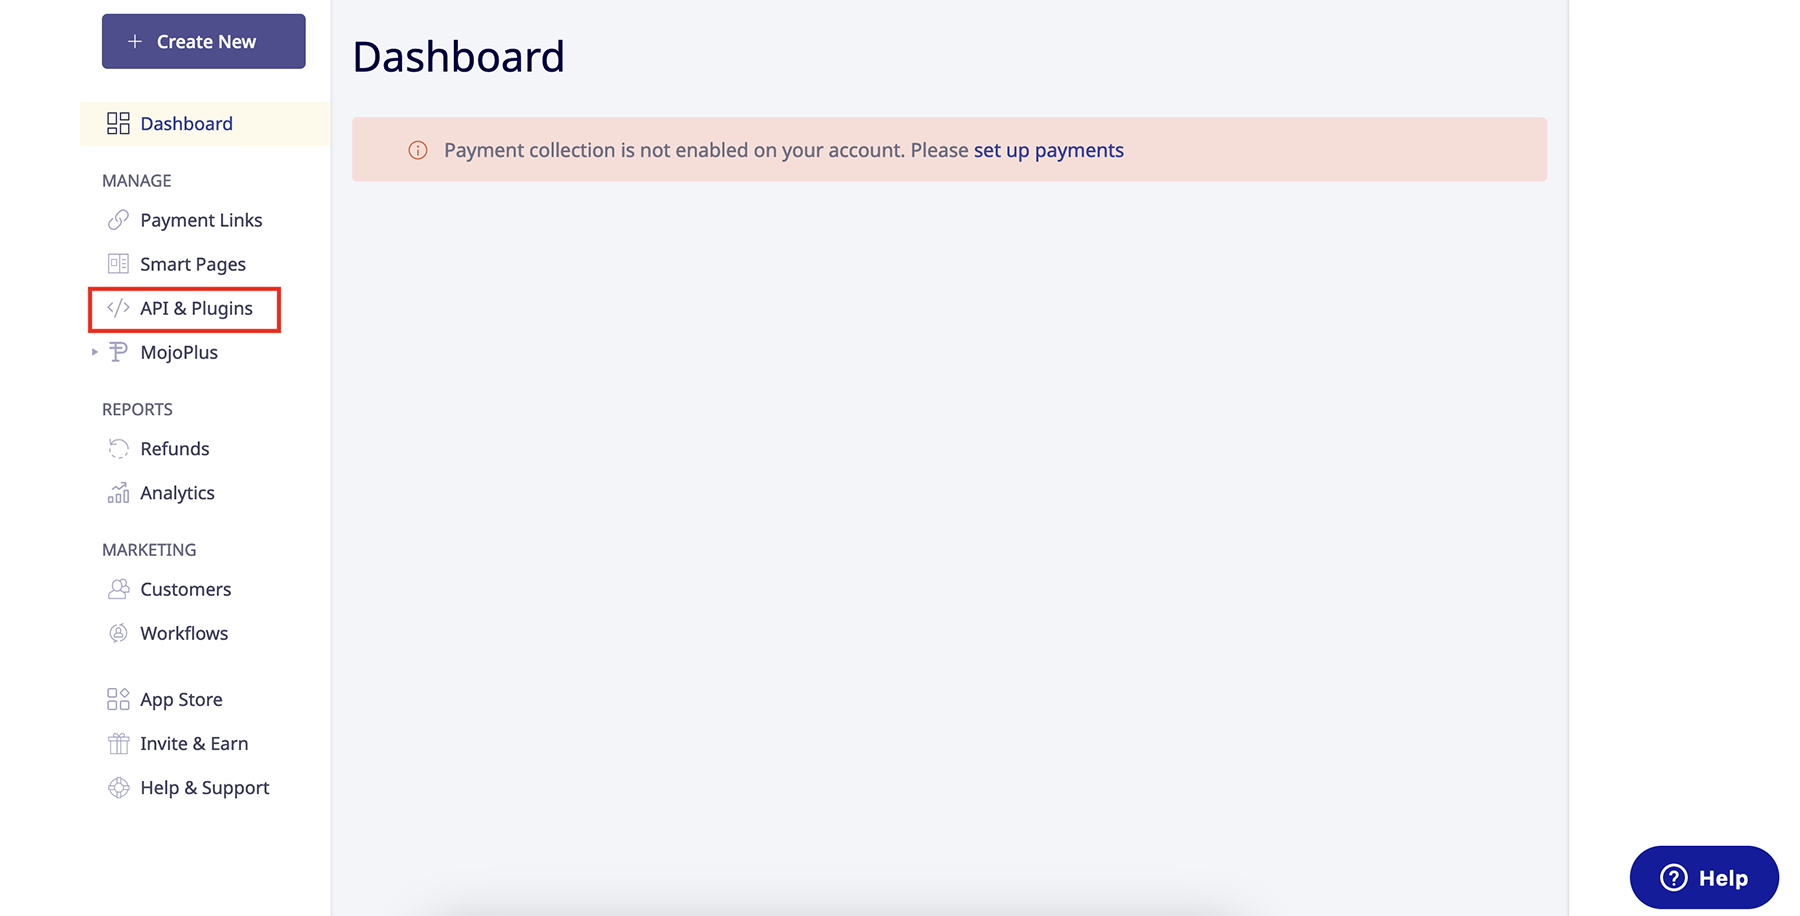 Create New
Dashboard
MANAGE
Payment Links
Smart Pages
API & Plugins
MojoPlus
REPORTS
Refunds
Analytics
MARKETING
Customers
Workflows
App Store
Invite & Earn
Help & Support
Dashboard
Payment collection is not enabled on your account. Please set up payments
Help